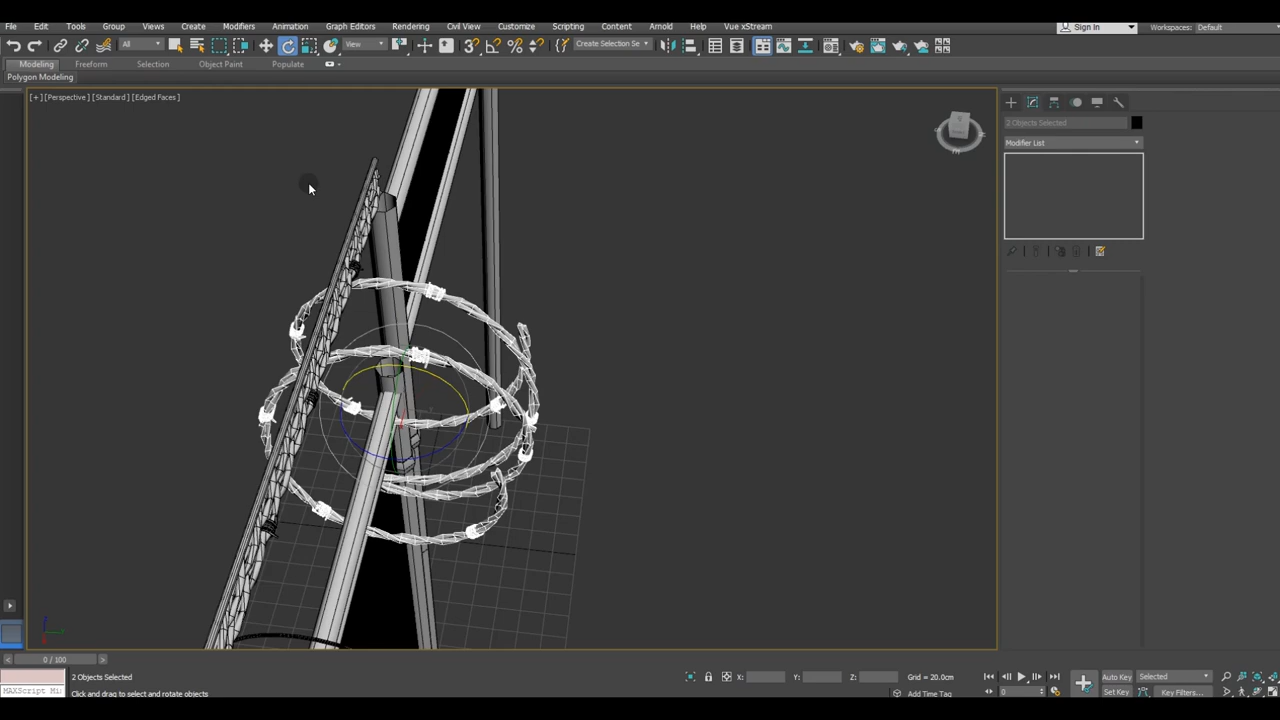 File Edit Tools Group Views Create Modifiers Animation Graph Editors Rendering Civil View Customize Scripting Content Arnold Help Vue xStream Sign In Workspaces: Default
All View Create Selection Se
Modeling Freeform Selection Object Paint Populate
Polygon Modeling
[+] [Perspective] [Standard] [Edged Faces]
2 Objects Selected
Modifier List
0 / 100
2 Objects Selected X: Y: Z: Grid = 20.0cm Auto Key Selected
MAXScript Mi Click and drag to select and rotate objects Add Time Tag 0 Set Key Key Filters...